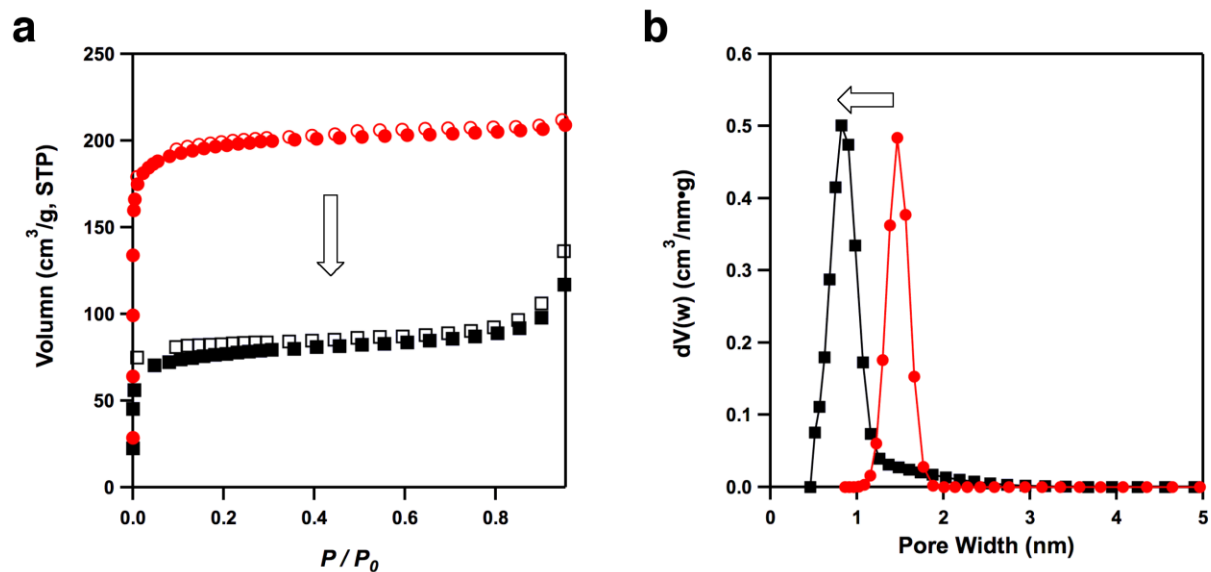 a
250
200
150
100
50
0
Volumn (cm³/g, STP)
0.0 0.2 0.4 0.6 0.8
P / P₀
b
0.6
0.5
0.4
0.3
0.2
0.1
0.0
dV(w) (cm³/nm•g)
0 1 2 3 4 5
Pore Width (nm)